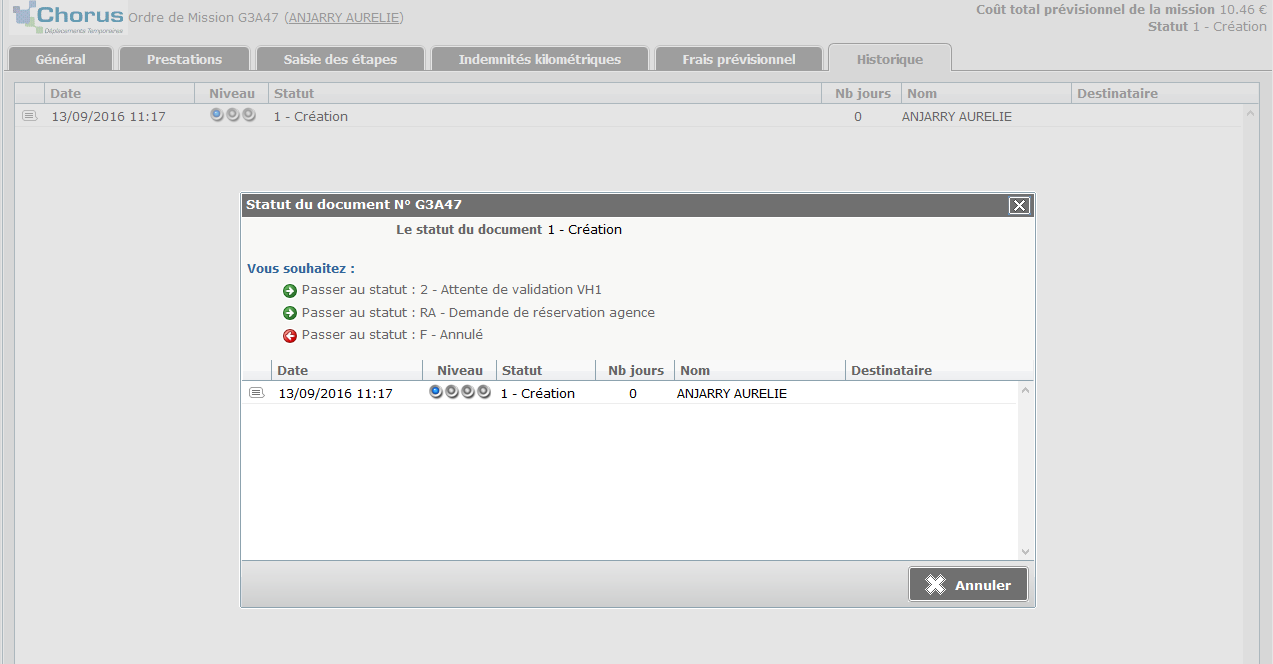 Chorus
Déplacements Temporaires
Ordre de Mission G3A47 (ANJARRY AURELIE)
Coût total prévisionnel de la mission 10.46 €
Statut 1 - Création
Général Prestations Saisie des étapes Indemnités kilométriques Frais prévisionnel Historique
Date Niveau Statut Nb jours Nom Destinataire
13/09/2016 11:17 1 - Création 0 ANJARRY AURELIE
Statut du document N° G3A47
Le statut du document 1 - Création
Vous souhaitez :
Passer au statut : 2 - Attente de validation VH1
Passer au statut : RA - Demande de réservation agence
Passer au statut : F - Annulé
Date Niveau Statut Nb jours Nom Destinataire
13/09/2016 11:17 1 - Création 0 ANJARRY AURELIE
Annuler